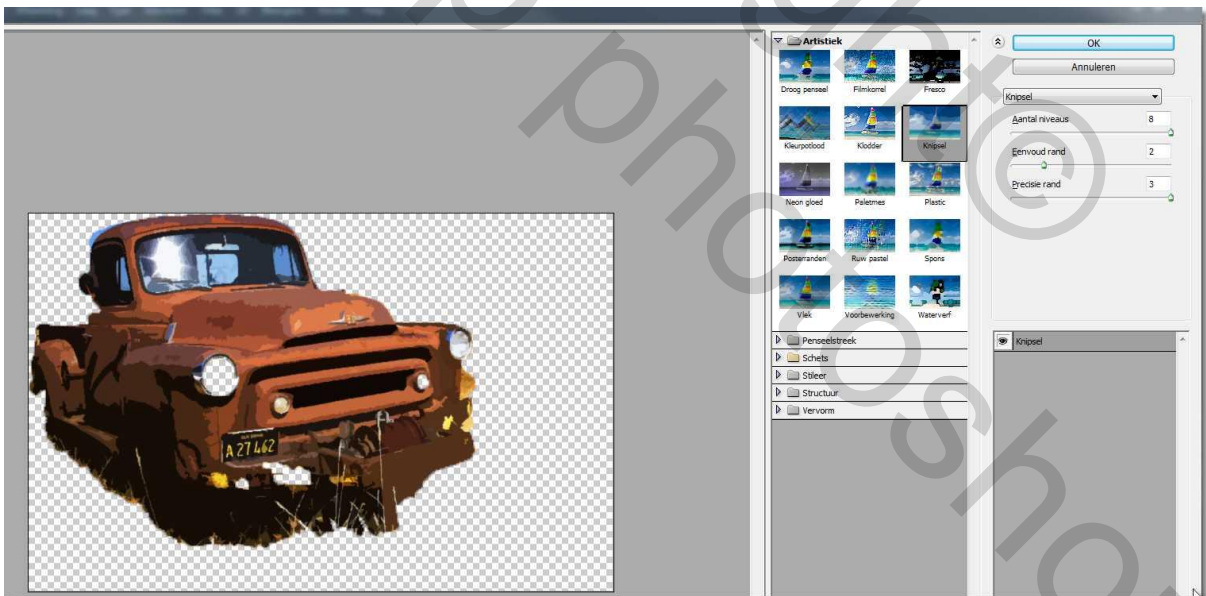 Artistiek
Droog penseel
Filmkorrel
Fresco
Kleurpotlood
Klodder
Knipsel
Neon gloed
Paletmes
Plastic
Posterranden
Ruw pastel
Spons
Vlek
Voorbewerking
Waterverf
Penseelstreek
Schets
Stileer
Structuur
Vervorm
OK
Annuleren
Knipsel
Aantal niveaus 8
Eenvoud rand 2
Precisie rand 3
Knipsel
A 27 462